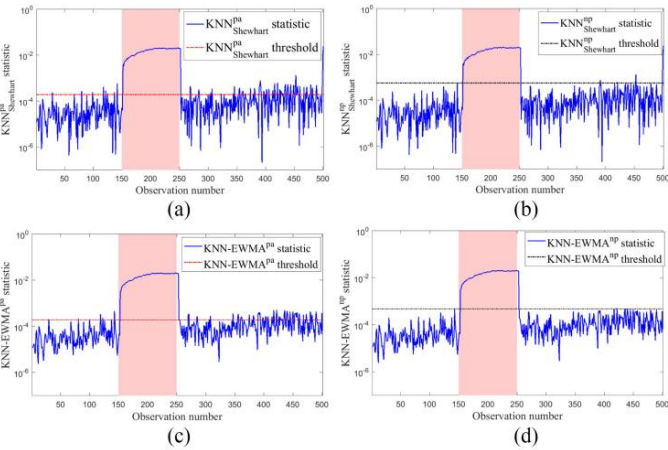 KNN^pa_Shewhart statistic
KNN^pa_Shewhart threshold
KNN^pa_Shewhart statistic
10^0
10^-2
10^-4
10^-6
50 100 150 200 250 300 350 400 450 500
Observation number
(a)
KNN^np_Shewhart statistic
KNN^np_Shewhart threshold
KNN^np_Shewhart statistic
10^0
10^-2
10^-4
10^-6
50 100 150 200 250 300 350 400 450 500
Observation number
(b)
KNN-EWMA^pa statistic
KNN-EWMA^pa threshold
KNN-EWMA^pa statistic
10^0
10^-2
10^-4
10^-6
50 100 150 200 250 300 350 400 450 500
Observation number
(c)
KNN-EWMA^np statistic
KNN-EWMA^np threshold
KNN-EWMA^np statistic
10^0
10^-2
10^-4
10^-6
50 100 150 200 250 300 350 400 450 500
Observation number
(d)